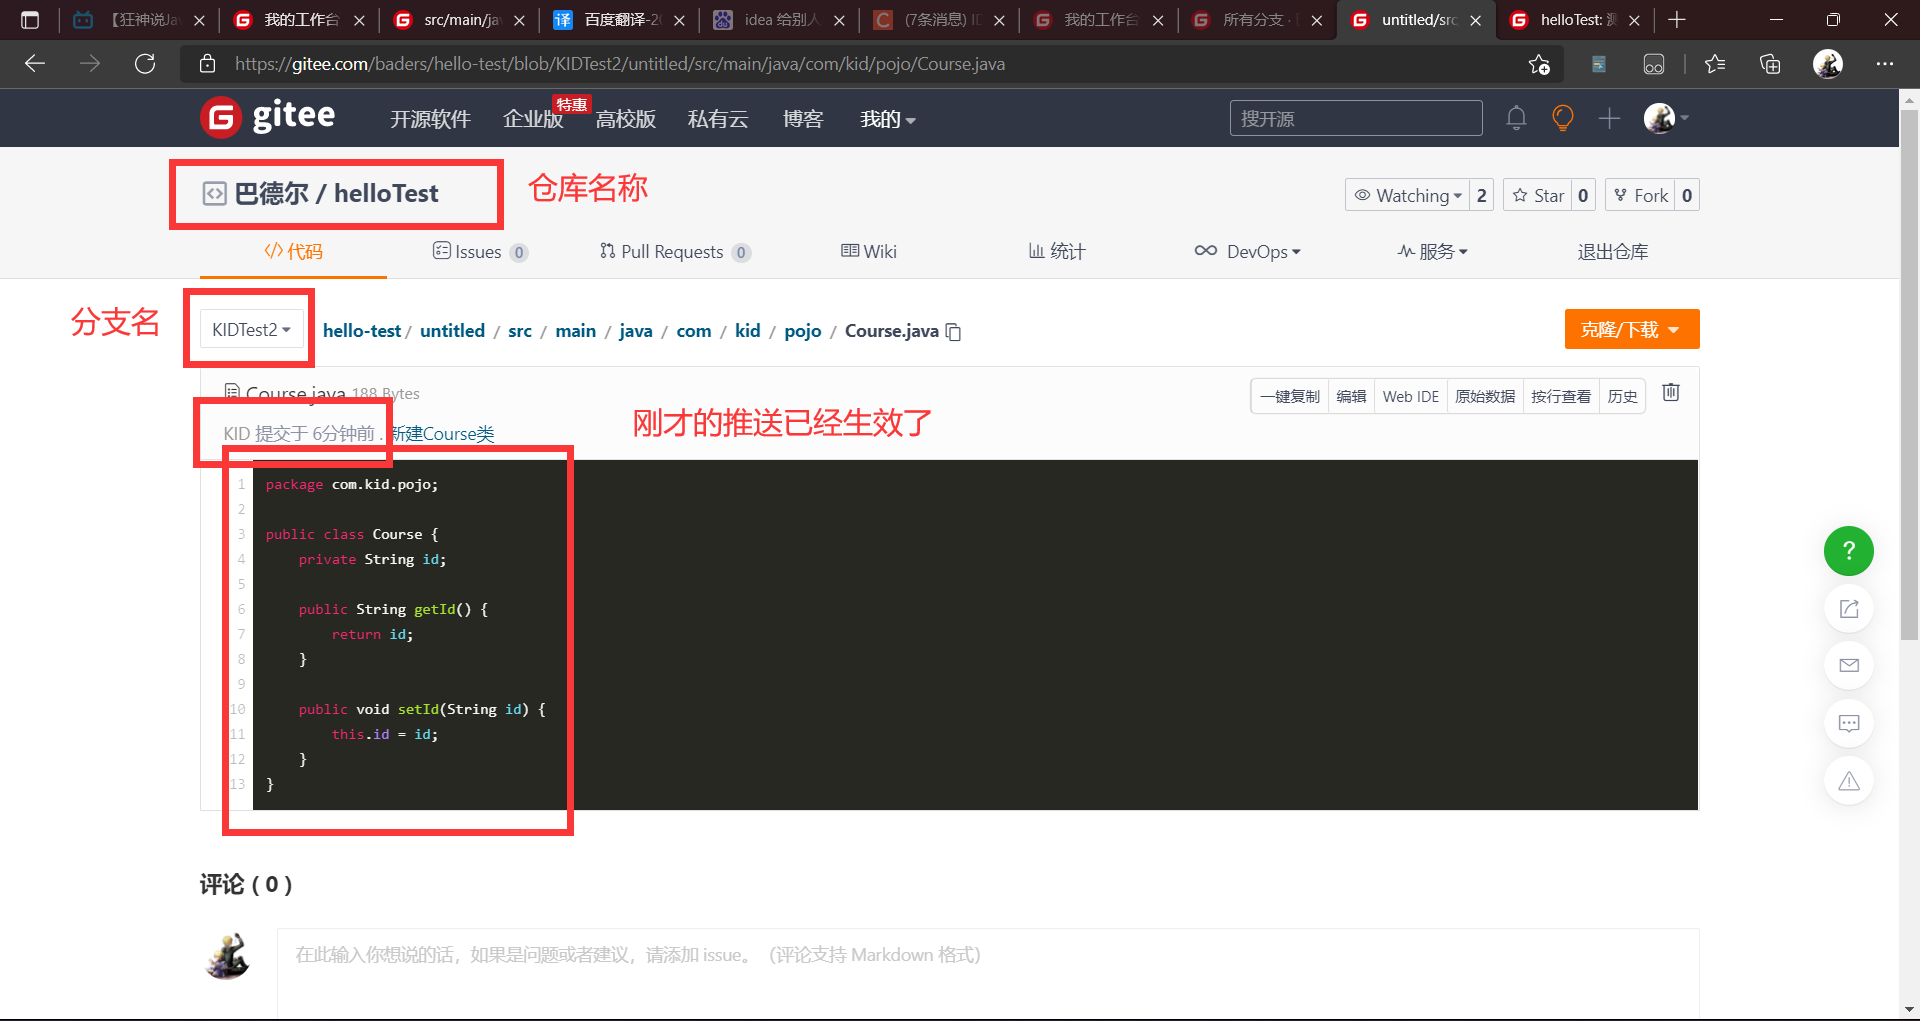 【狂神说Jav
我的工作台
src/main/jav
译 百度翻译-20
idea 给别人
(7条消息) ID
我的工作台
所有分支 ·
untitled/src
helloTest: 测
https://gitee.com/baders/hello-test/blob/KIDTest2/untitled/src/main/java/com/kid/pojo/Course.java
gitee
开源软件 企业版 特惠 高校版 私有云 博客 我的
搜开源
巴德尔 / helloTest
仓库名称
Watching 2 Star 0 Fork 0
代码 Issues 0 Pull Requests 0 Wiki 统计 DevOps 服务 退出仓库
分支名
KIDTest2 hello-test / untitled / src / main / java / com / kid / pojo / Course.java
克隆/下载
Course.java 188 Bytes
一键复制 编辑 Web IDE 原始数据 按行查看 历史
KID 提交于 6分钟前 . 新建Course类
刚才的推送已经生效了
1 package com.kid.pojo;
2
3 public class Course {
4 private String id;
5
6 public String getId() {
7 return id;
8 }
9
10 public void setId(String id) {
11 this.id = id;
12 }
13 }
评论 ( 0 )
在此输入你想说的话，如果是问题或者建议，请添加 issue。（评论支持 Markdown 格式）